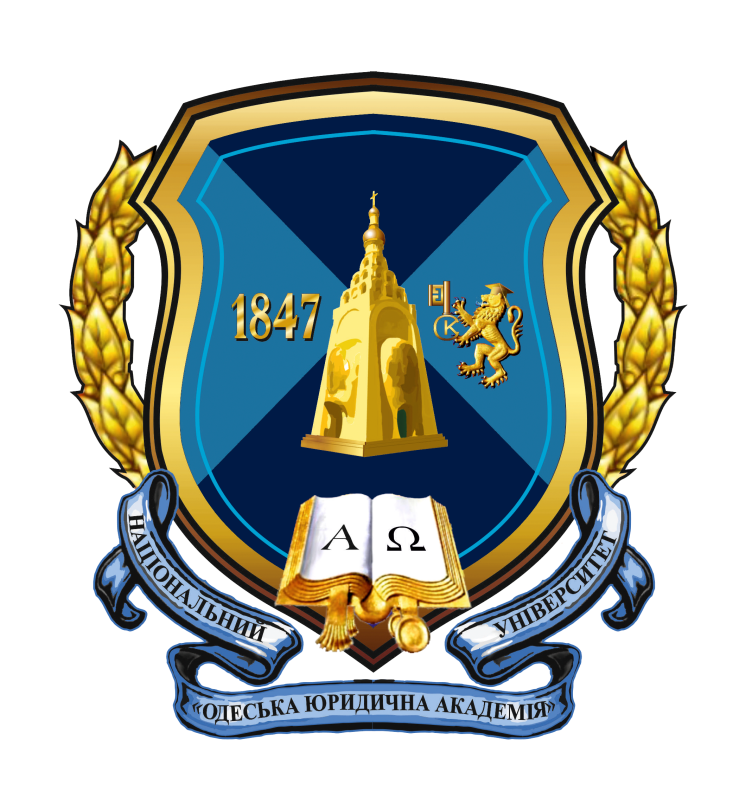 1847
К
Α Ω
НАЦІОНАЛЬНИЙ
УНІВЕРСИТЕТ
«ОДЕСЬКА ЮРИДИЧНА АКАДЕМІЯ»